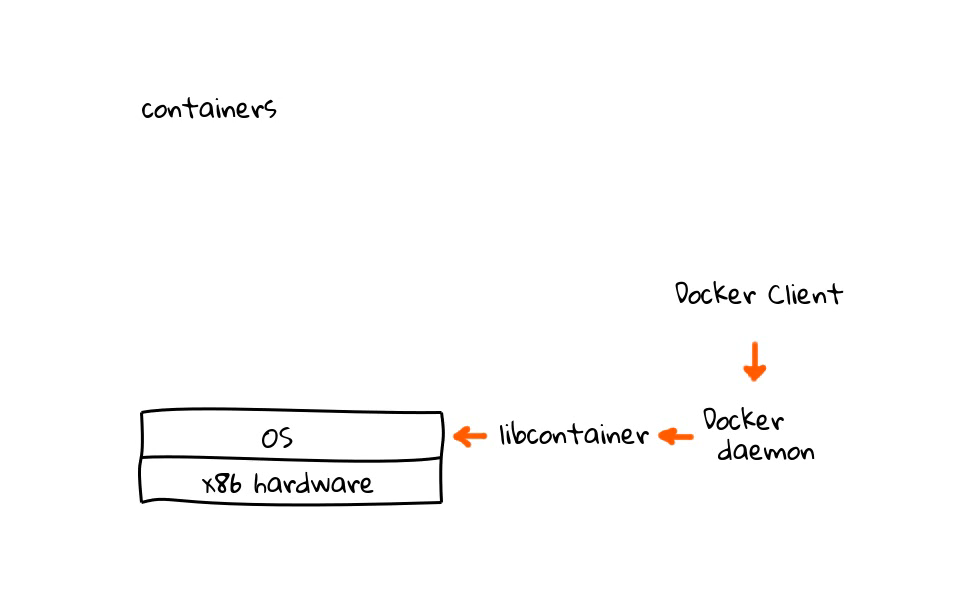 containers
Docker Client
OS
libcontainer
Docker
daemon
x86 hardware